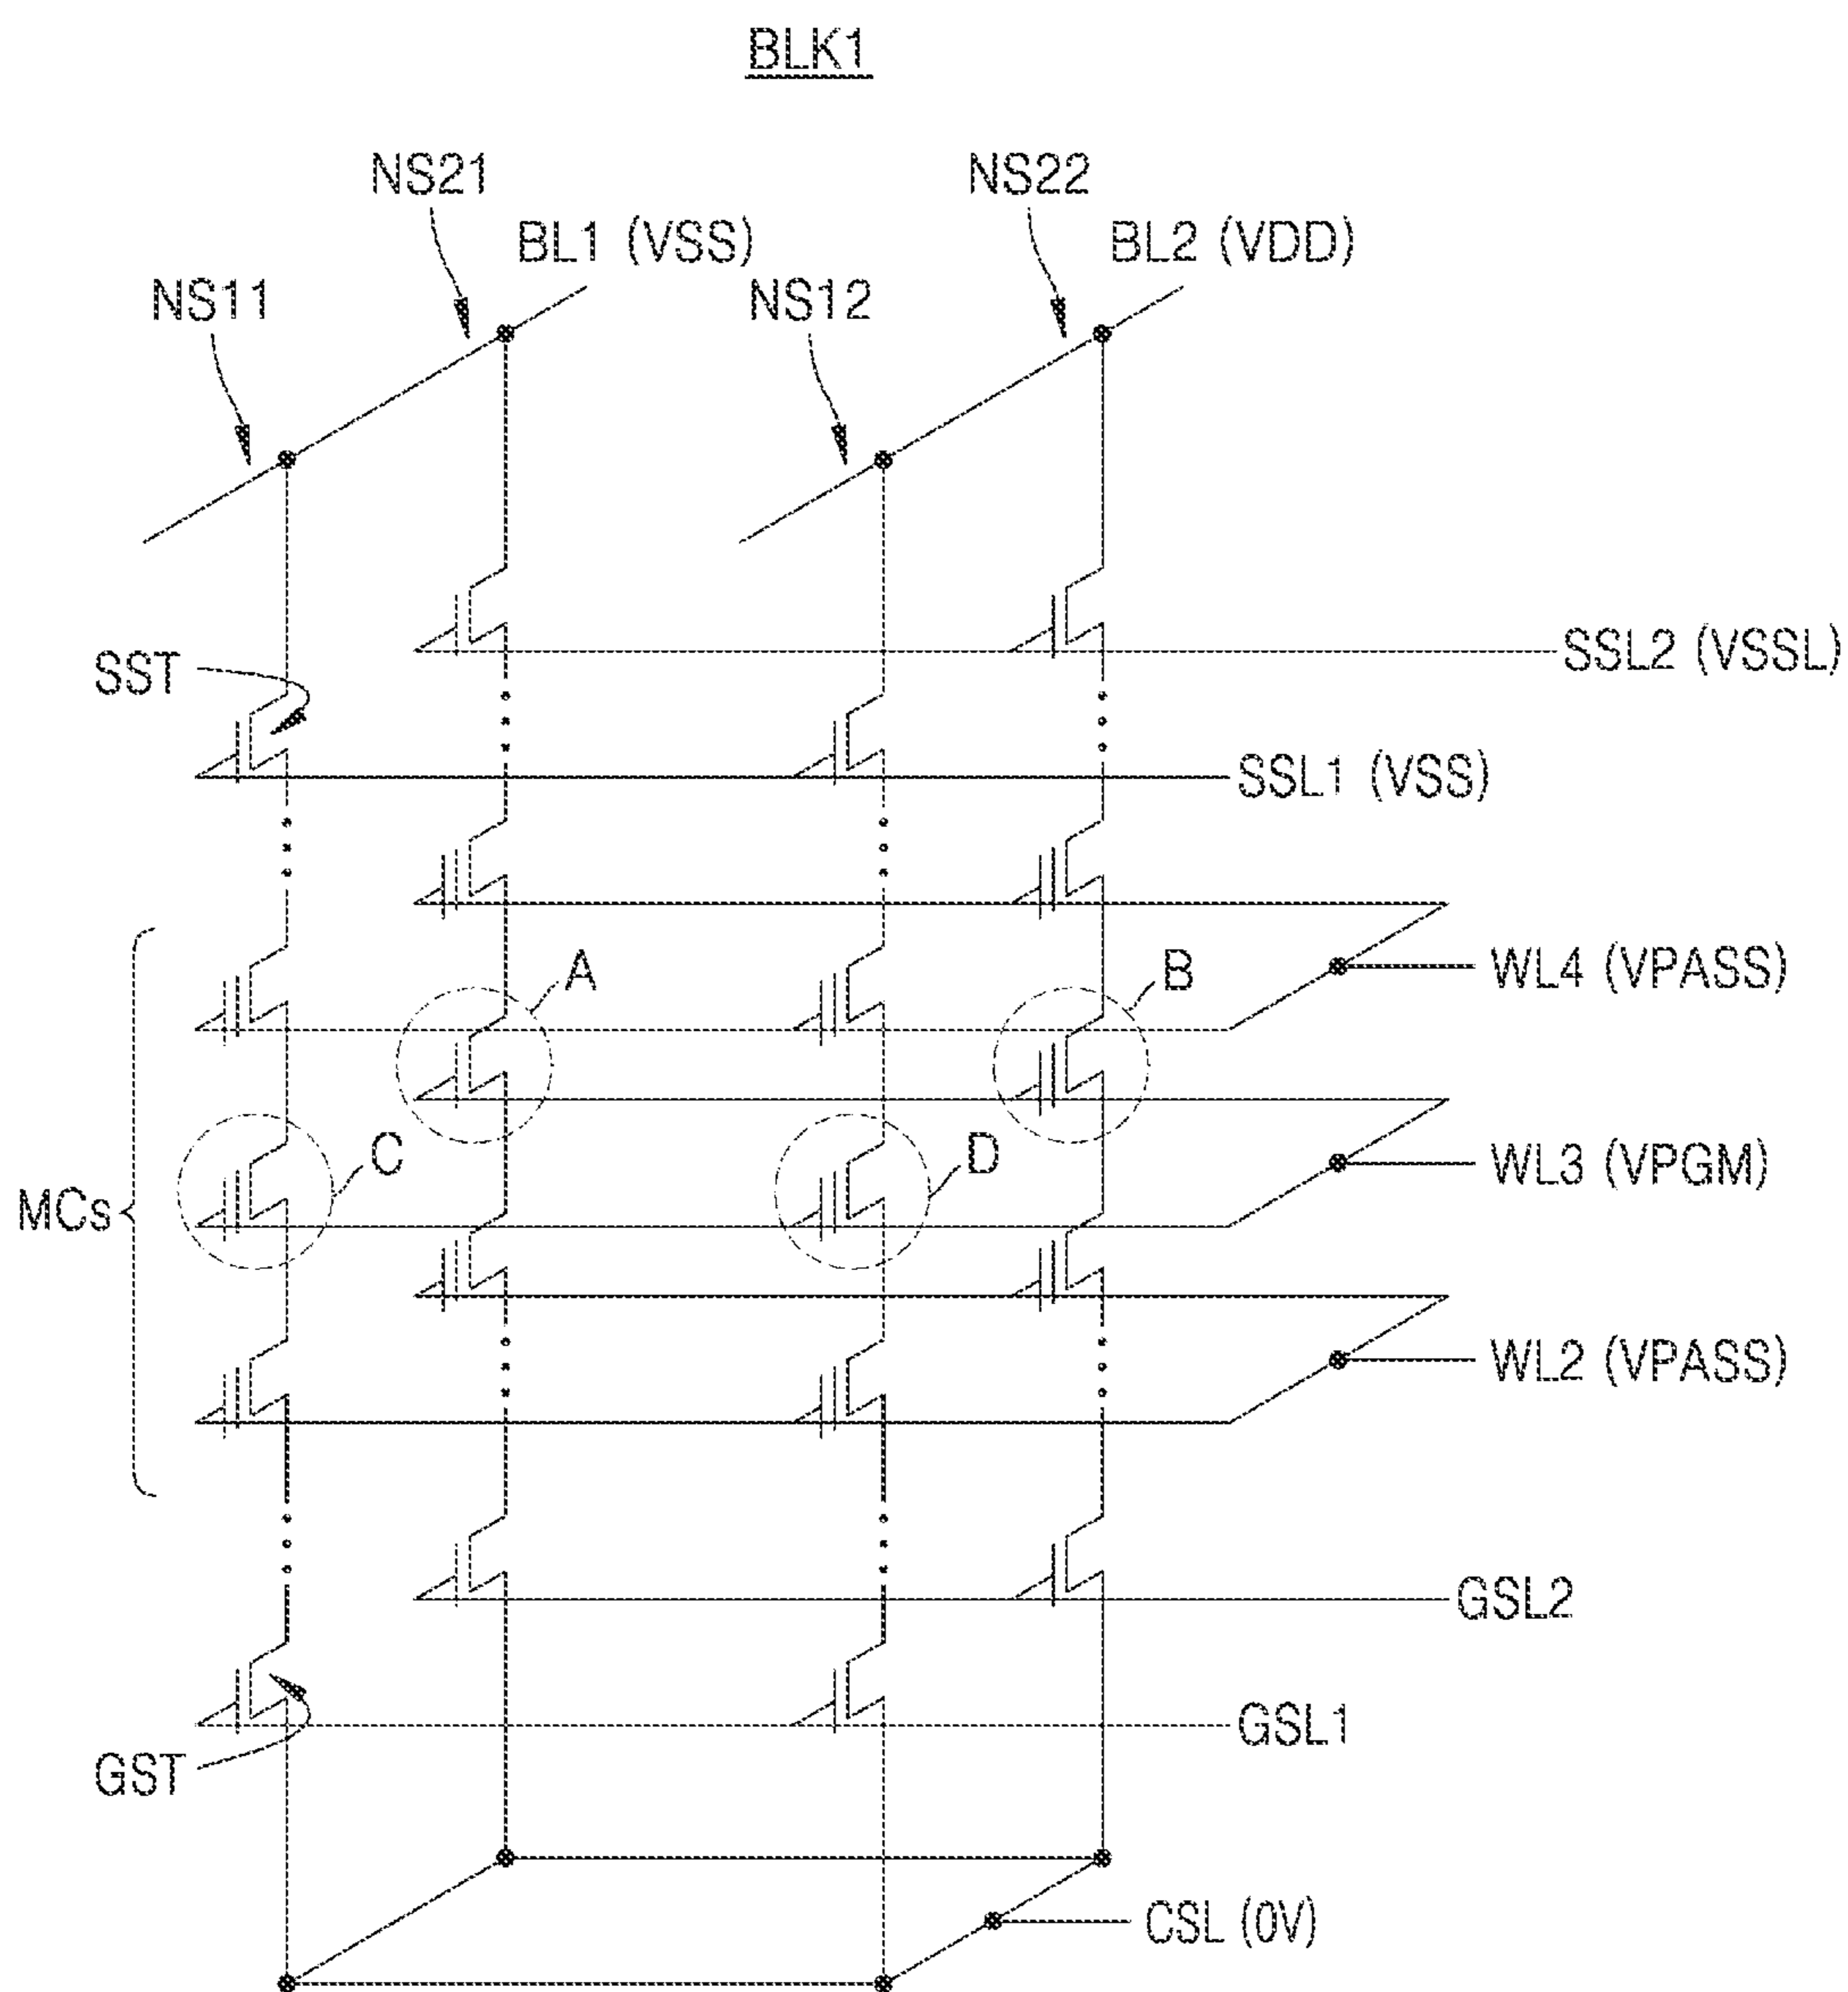 BLK1
NS21
NS22
BL1 (VSS)
BL2 (VDD)
NS11
NS12
SSL2 (VSSL)
SST
SSL1 (VSS)
A
B
WL4 (VPASS)
C
D
WL3 (VPGM)
MCs
WL2 (VPASS)
GSL2
GSL1
GST
CSL (0V)